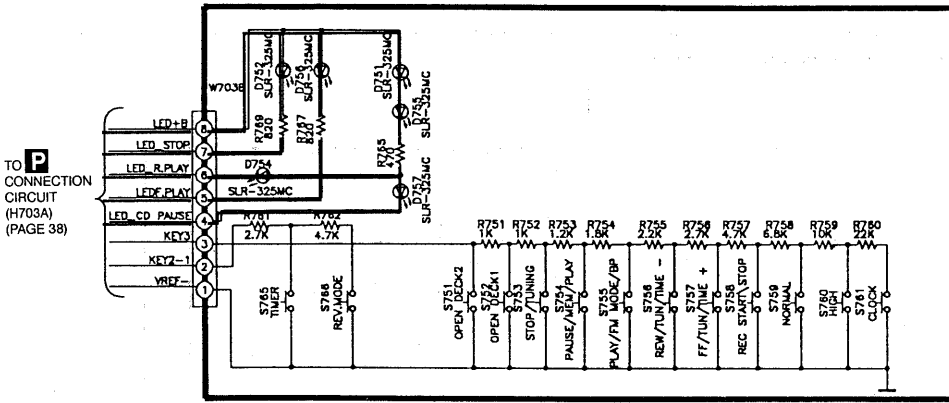 TO P
CONNECTION
CIRCUIT
(H703A)
(PAGE 38)
LED+B
LED_STOP
LED_R.PLAY
LEDF.PLAY
LED_CD PAUSE
KEY3
KEY2-1
VREF-
8
7
6
5
4
3
2
1
W703B
D752
SLR-325MC
D756
SLR-325MC
D751
SLR-325MC
D755
SLR-325MC
R769
820
R767
820
R765
470
D754
SLR-325MC
D757
SLR-325MC
R761
2.7K
R762
4.7K
R751
1K
R752
1K
R753
1.2K
R754
1.8K
R755
2.2K
R756
2.7K
R757
4.7K
R758
6.8K
R759
10K
R760
22K
S765
TIMER
S766
REV.MODE
S751
OPEN DECK2
S752
OPEN DECK1
S753
STOP/TUNING
S754
PAUSE/MEM/PLAY
S755
PLAY/FM MODE/BP
S756
REW/TUN/TIME -
S757
FF/TUN/TIME +
S758
REC START\STOP
S759
NORMAL
S760
HIGH
S761
CLOCK